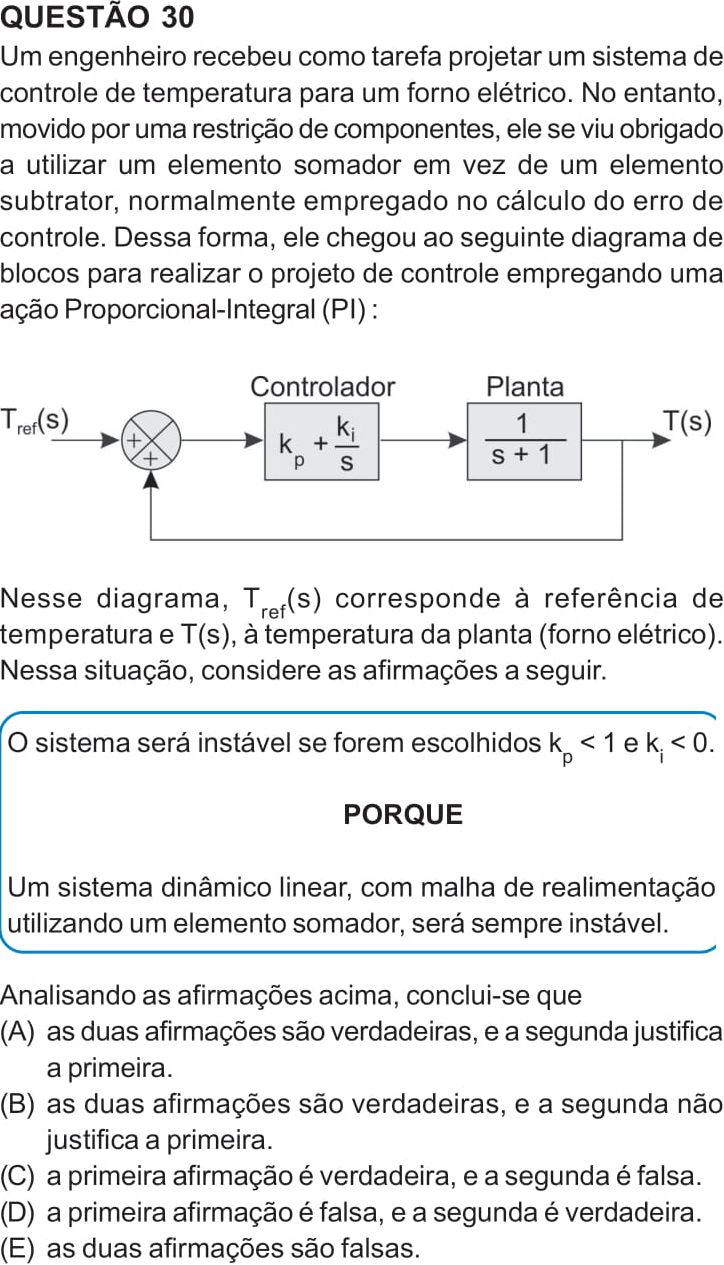 QUESTÃO 30
Um engenheiro recebeu como tarefa projetar um sistema de
controle de temperatura para um forno elétrico. No entanto,
movido por uma restrição de componentes, ele se viu obrigado
a utilizar um elemento somador em vez de um elemento
subtrator, normalmente empregado no cálculo do erro de
controle. Dessa forma, ele chegou ao seguinte diagrama de
blocos para realizar o projeto de controle empregando uma
ação Proporcional-Integral (PI) :
Controlador Planta
T_ref(s) + + k_p + k_i/s 1/(s + 1) T(s)
Nesse diagrama, T_ref(s) corresponde à referência de
temperatura e T(s), à temperatura da planta (forno elétrico).
Nessa situação, considere as afirmações a seguir.
O sistema será instável se forem escolhidos k_p < 1 e k_i < 0.
PORQUE
Um sistema dinâmico linear, com malha de realimentação
utilizando um elemento somador, será sempre instável.
Analisando as afirmações acima, conclui-se que
(A) as duas afirmações são verdadeiras, e a segunda justifica
a primeira.
(B) as duas afirmações são verdadeiras, e a segunda não
justifica a primeira.
(C) a primeira afirmação é verdadeira, e a segunda é falsa.
(D) a primeira afirmação é falsa, e a segunda é verdadeira.
(E) as duas afirmações são falsas.